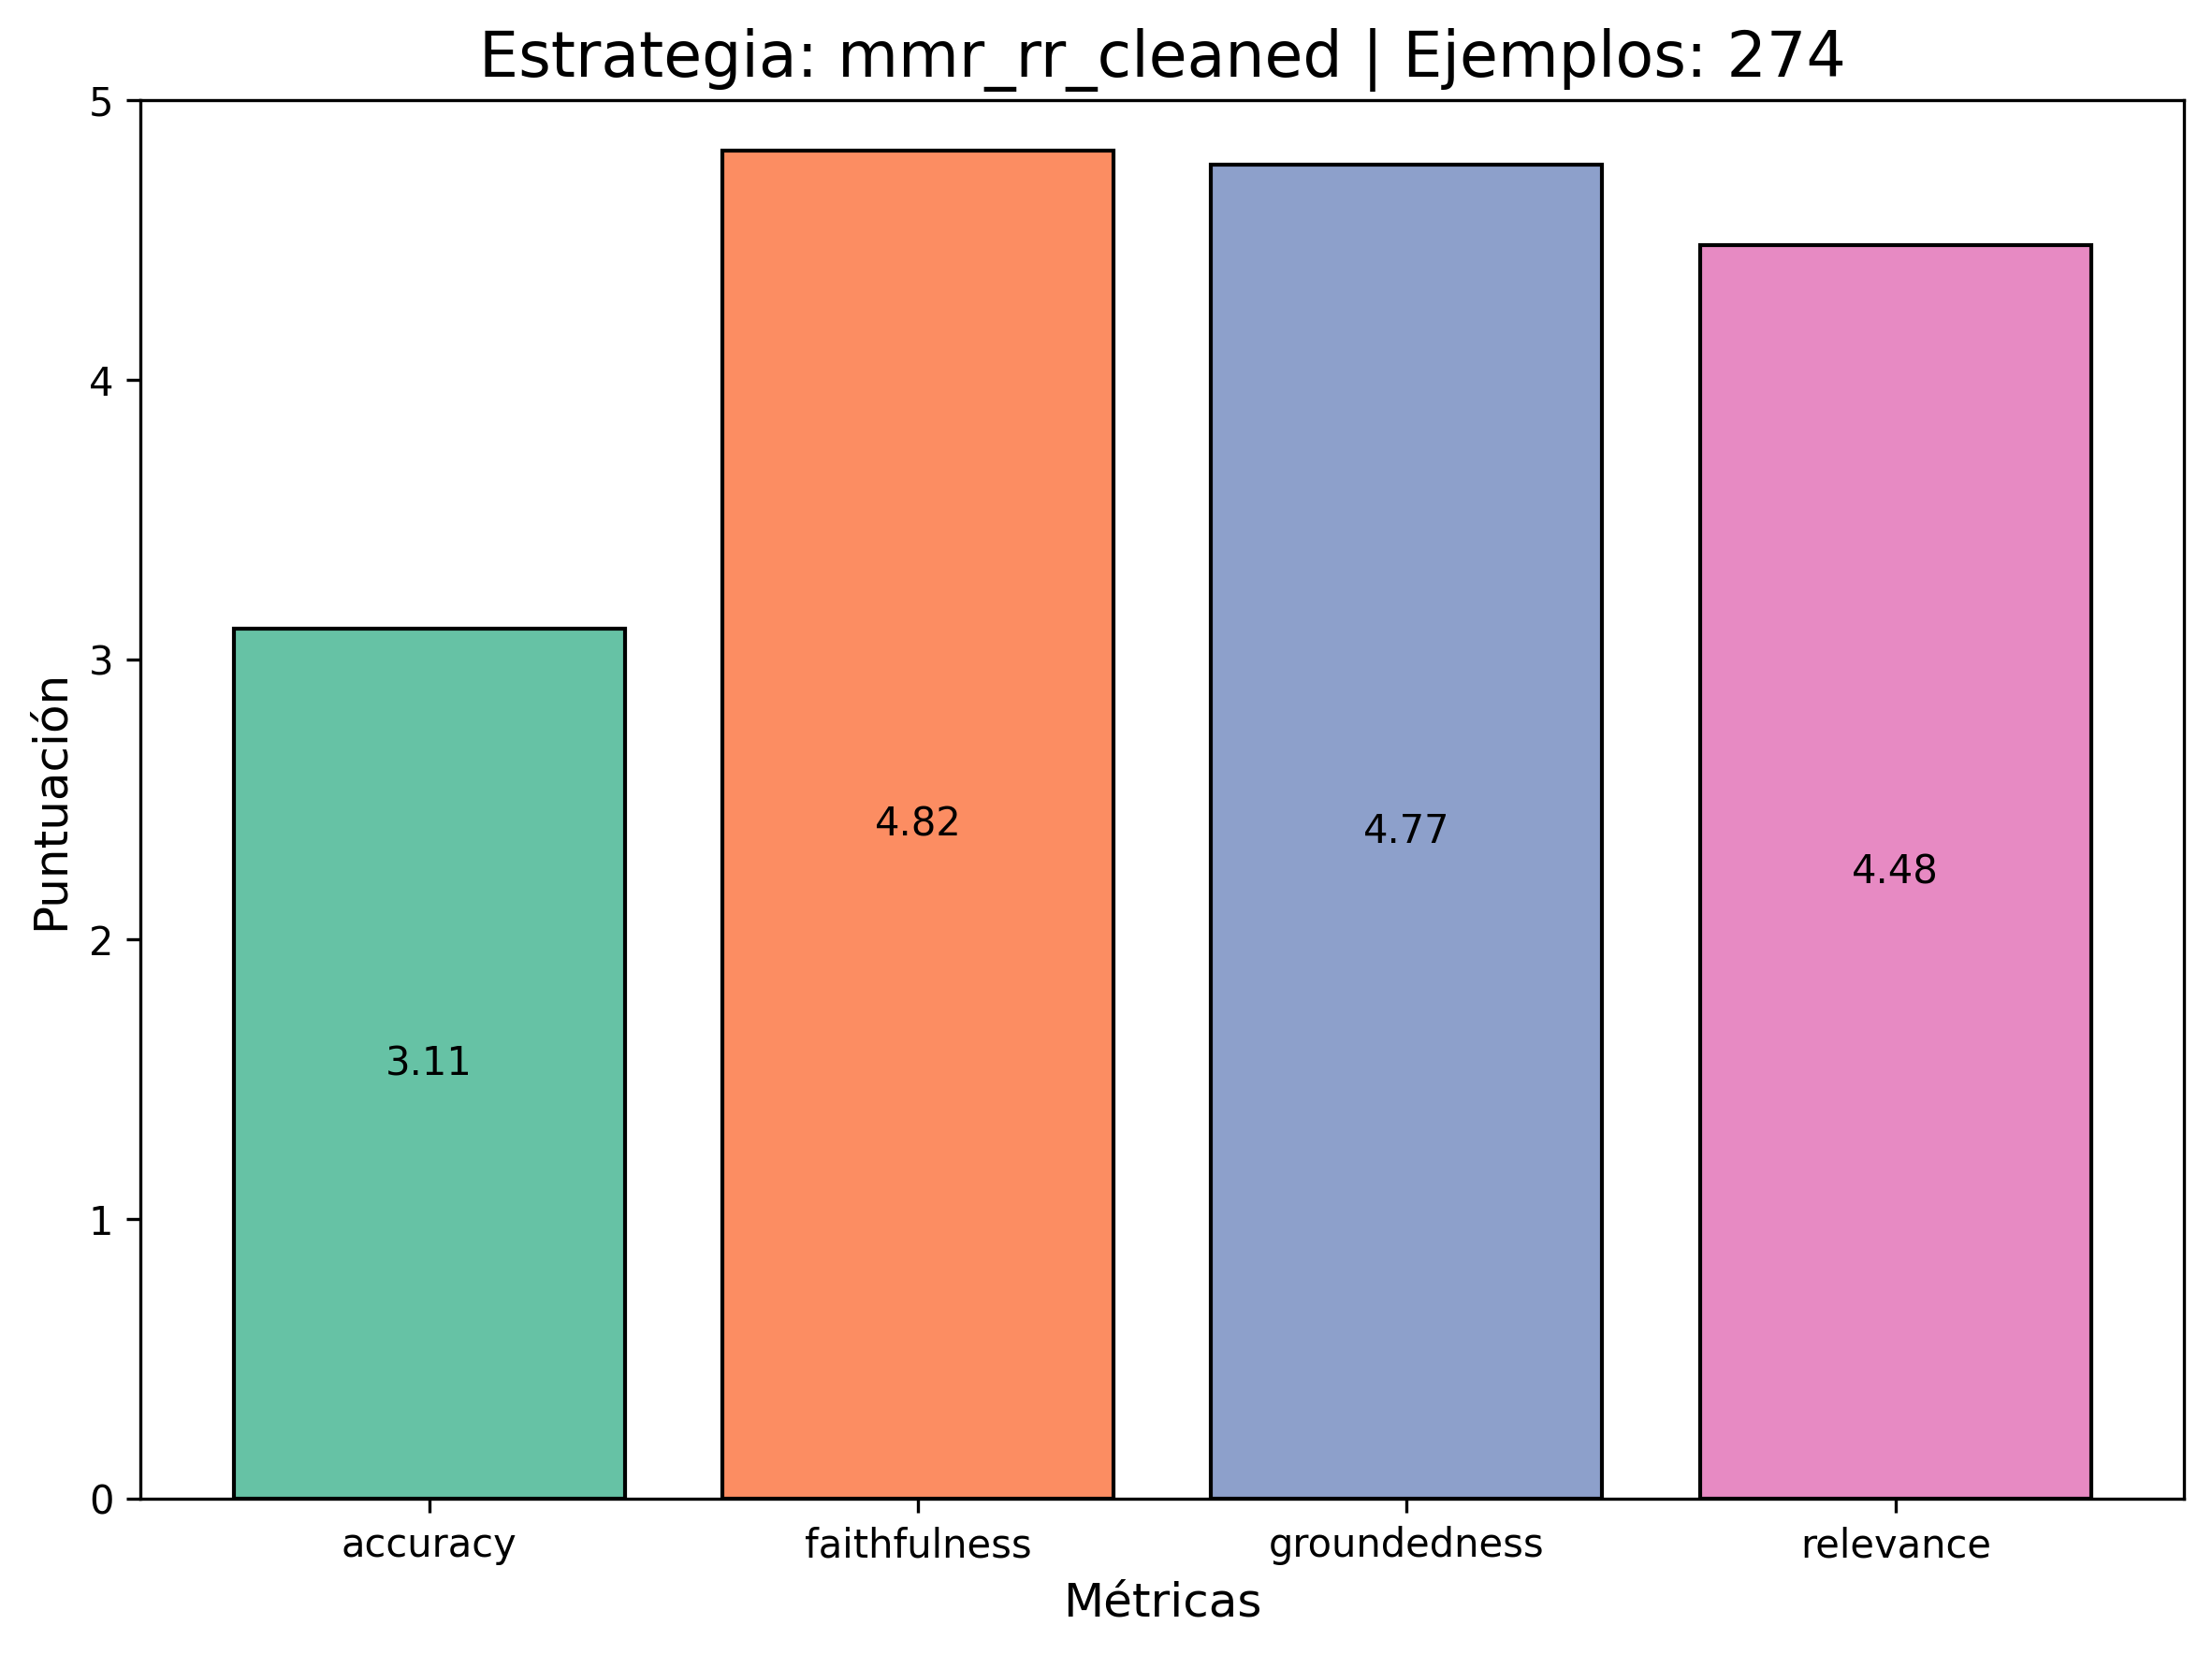 Estrategia: mmr_rr_cleaned | Ejemplos: 274
5
4
3
2
1
0
Puntuación
3.11
4.82
4.77
4.48
accuracy
faithfulness
groundedness
relevance
Métricas